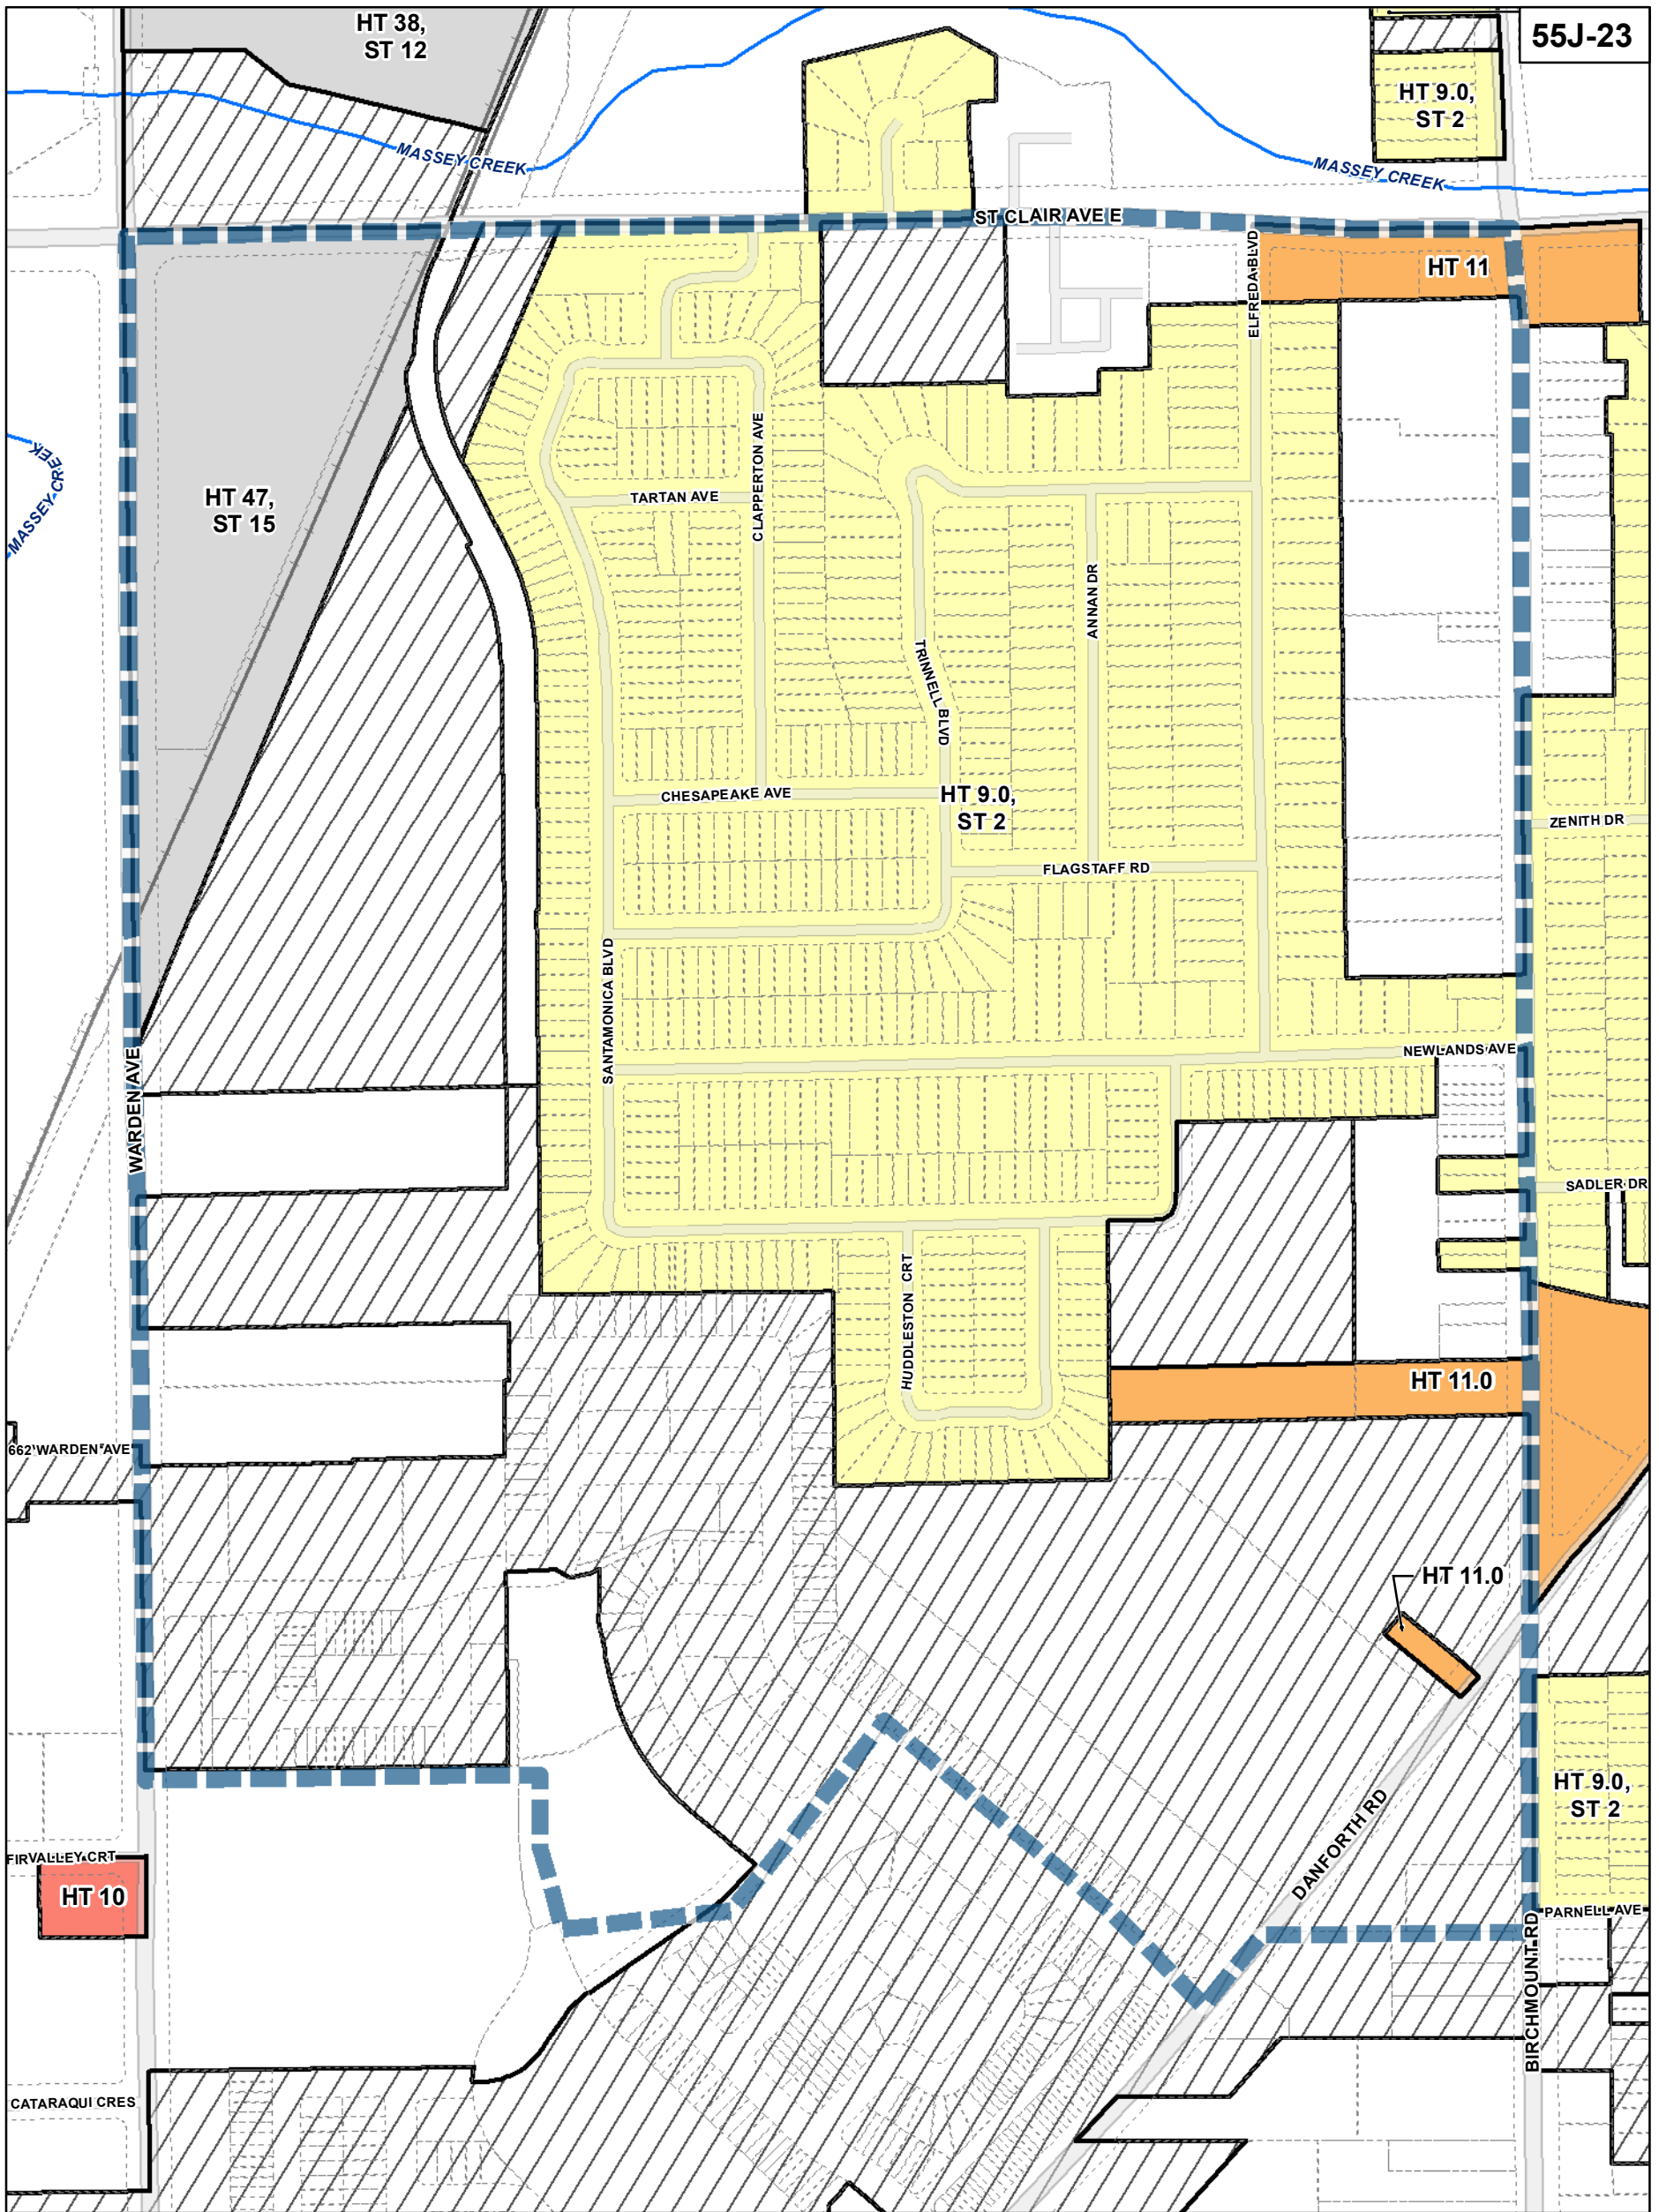 HT 38,
ST 12
55J-23
HT 9.0,
ST 2
MASSEY CREEK
MASSEY CREEK
ST CLAIR AVE E
ELFREDA BLVD
HT 11
MASSEY CREEK
HT 47,
ST 15
TARTAN AVE
CLAPPERTON AVE
ANNAN DR
TRINNELL BLVD
CHESAPEAKE AVE
HT 9.0,
ST 2
ZENITH DR
FLAGSTAFF RD
SANTAMONICA BLVD
NEWLANDS AVE
WARDEN AVE
SADLER DR
HUDDLESTON CRT
HT 11.0
662 WARDEN AVE
HT 11.0
HT 9.0,
ST 2
DANFORTH RD
FIRVALLEY CRT
HT 10
PARNELL AVE
BIRCHMOUNT RD
CATARAQUI CRES